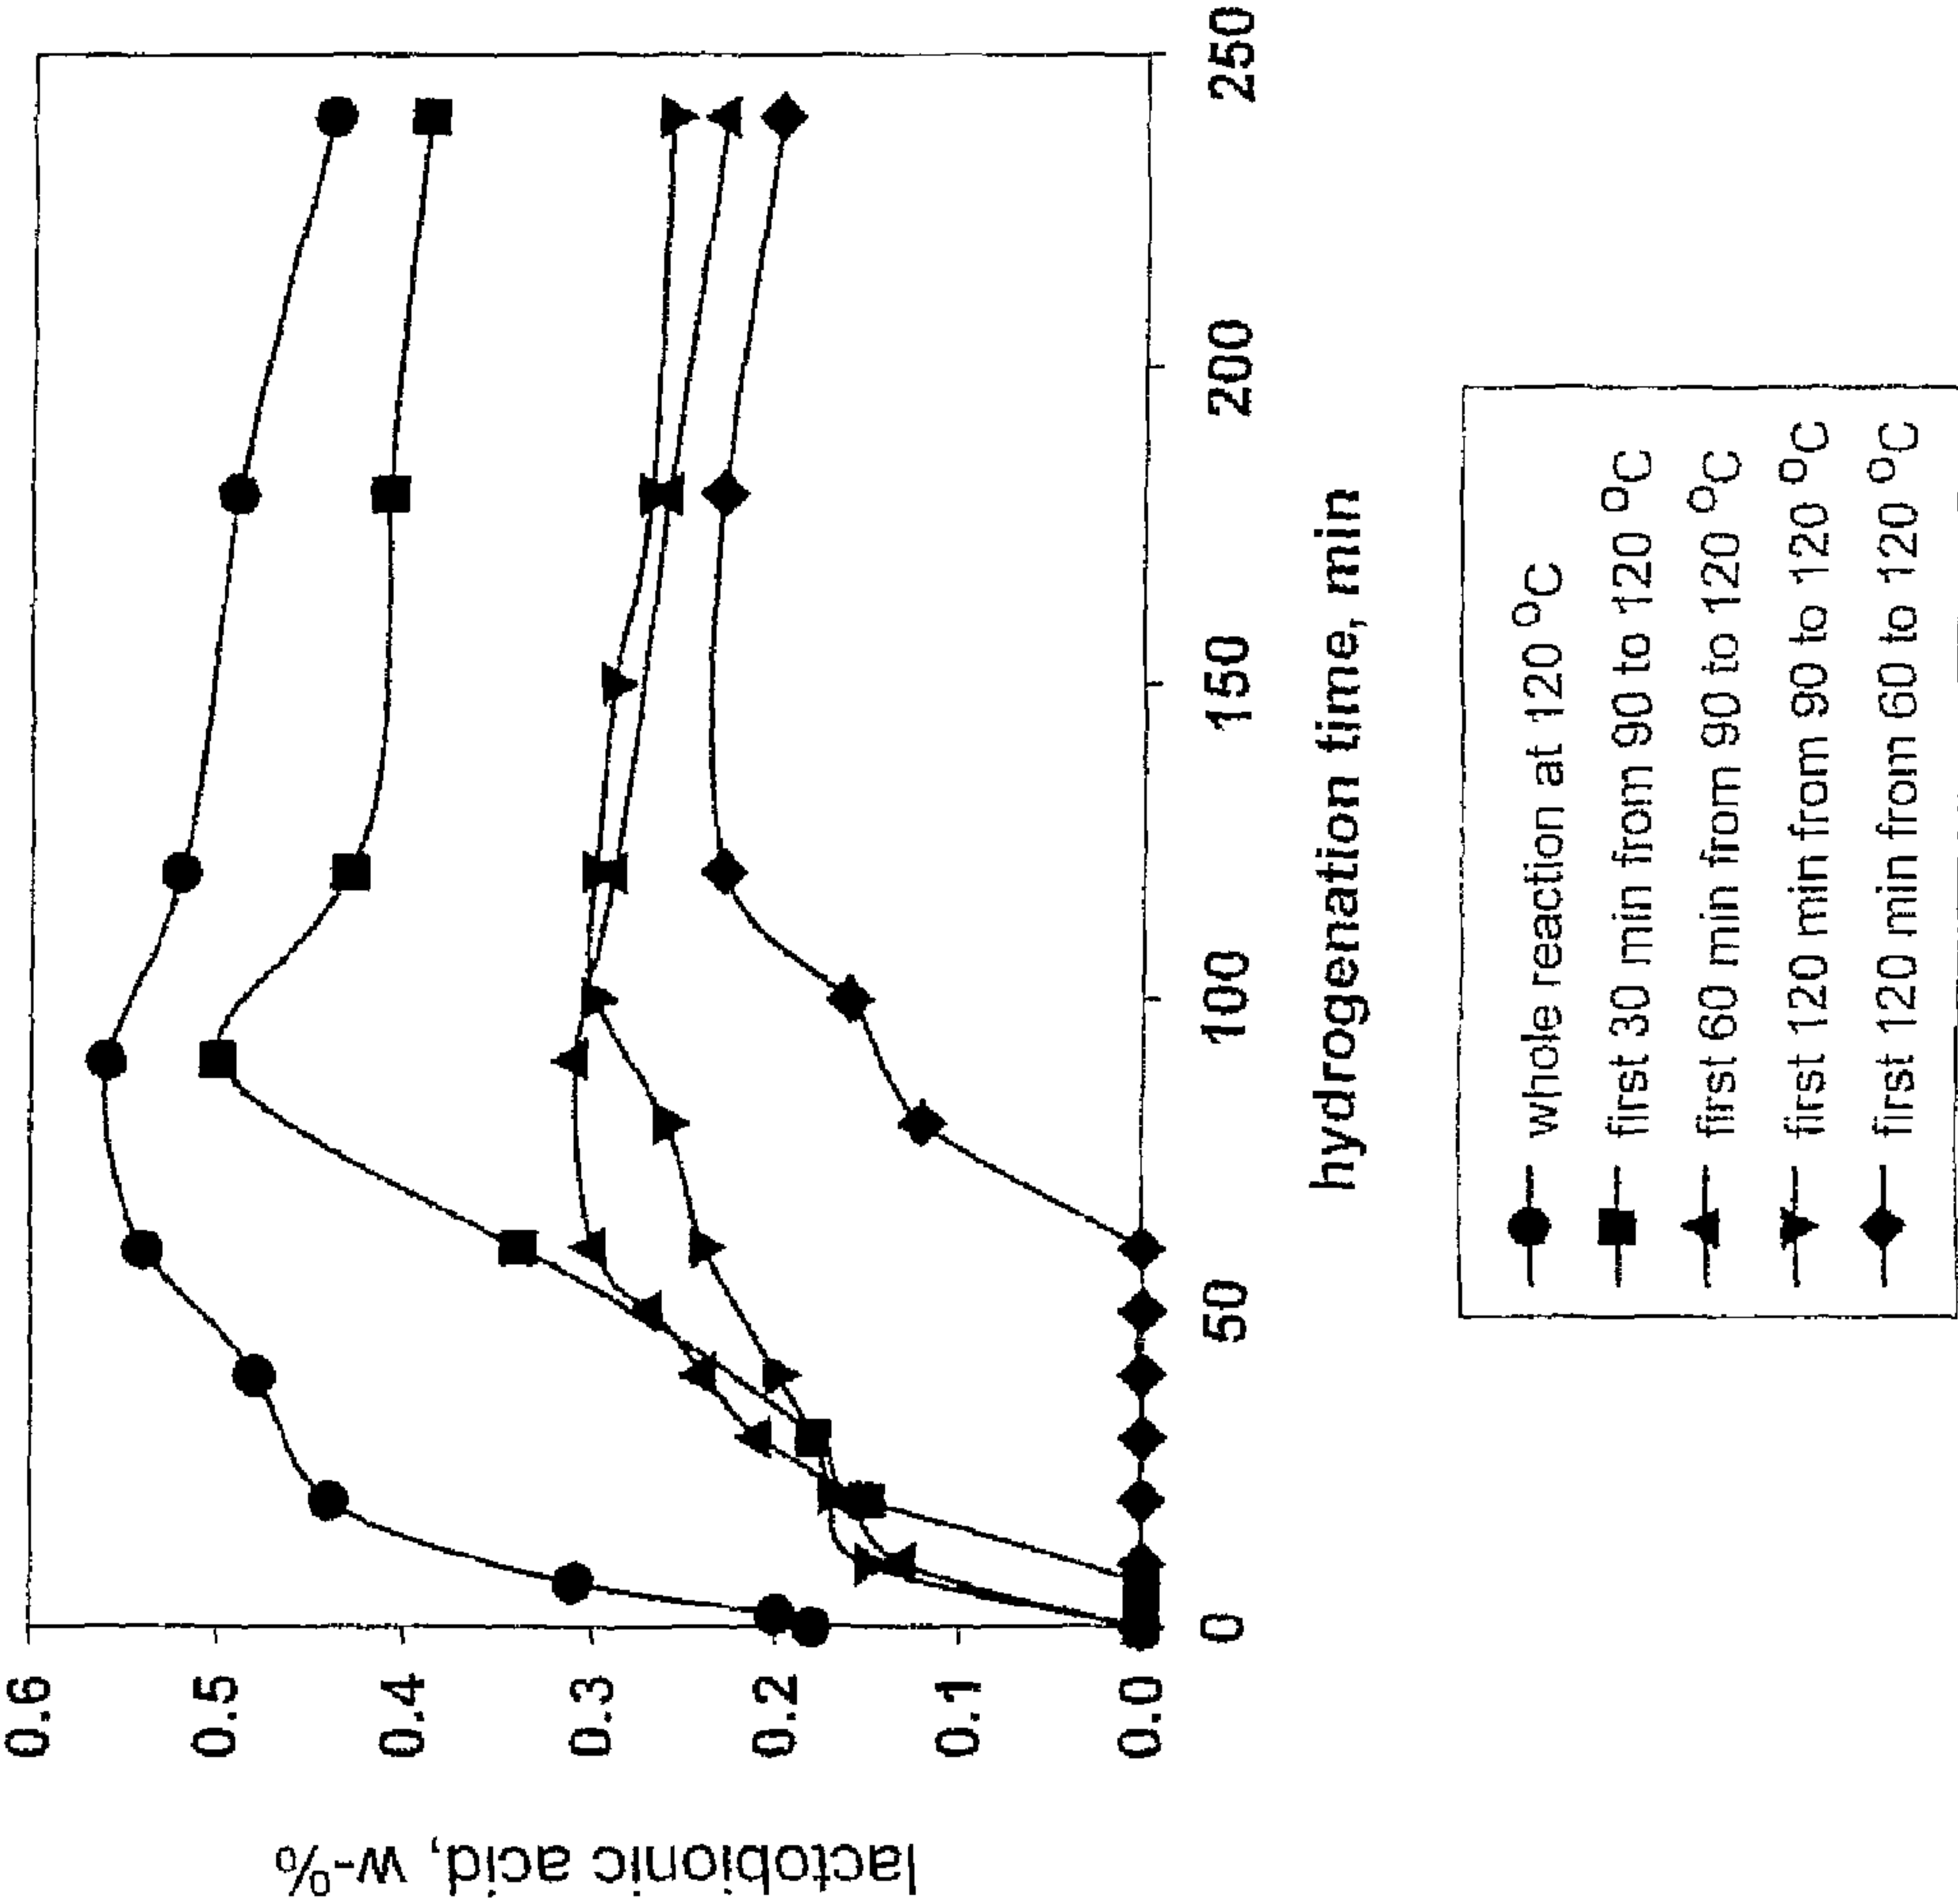 lactobionic acid, w-%
0.6
0.5
0.4
0.3
0.2
0.1
0.0
0
50
100
150
200
250
hydrogenation time, min
whole reaction at 120 °C
first 30 min from 90 to 120 °C
first 60 min from 90 to 120 °C
first 120 min from 90 to 120 °C
first 120 min from 60 to 120 °C